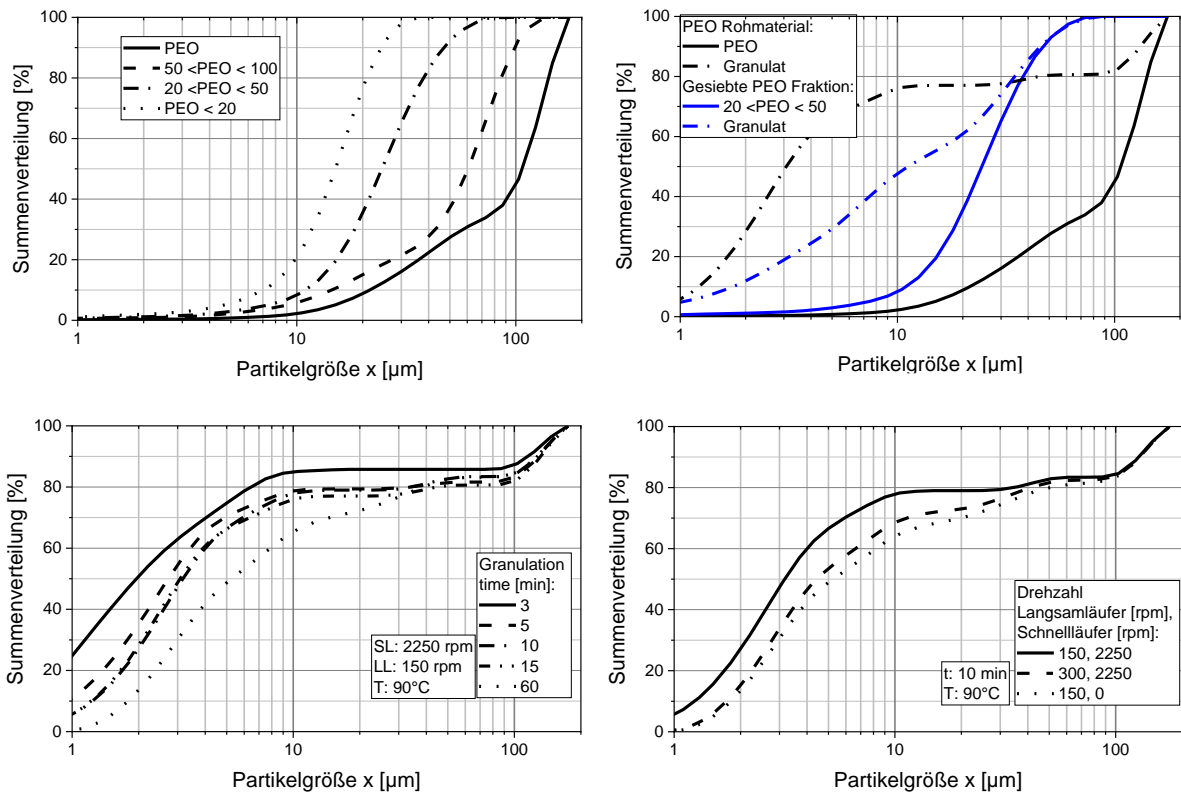 100
80
60
40
20
0
Summenverteilung [%]
PEO
50 <PEO < 100
20 <PEO < 50
PEO < 20
1
10
100
Partikelgröße x [µm]
100
80
60
40
20
0
Summenverteilung [%]
PEO Rohmaterial:
PEO
Granulat
Gesiebte PEO Fraktion:
20 <PEO < 50
Granulat
1
10
100
Partikelgröße x [µm]
100
80
60
40
20
0
Summenverteilung [%]
SL: 2250 rpm
LL: 150 rpm
T: 90°C
Granulation
time [min]:
3
5
10
15
60
1
10
100
Partikelgröße x [µm]
100
80
60
40
20
0
Summenverteilung [%]
t: 10 min
T: 90°C
Drehzahl
Langsamläufer [rpm],
Schnellläufer [rpm]:
150, 2250
300, 2250
150, 0
1
10
100
Partikelgröße x [µm]